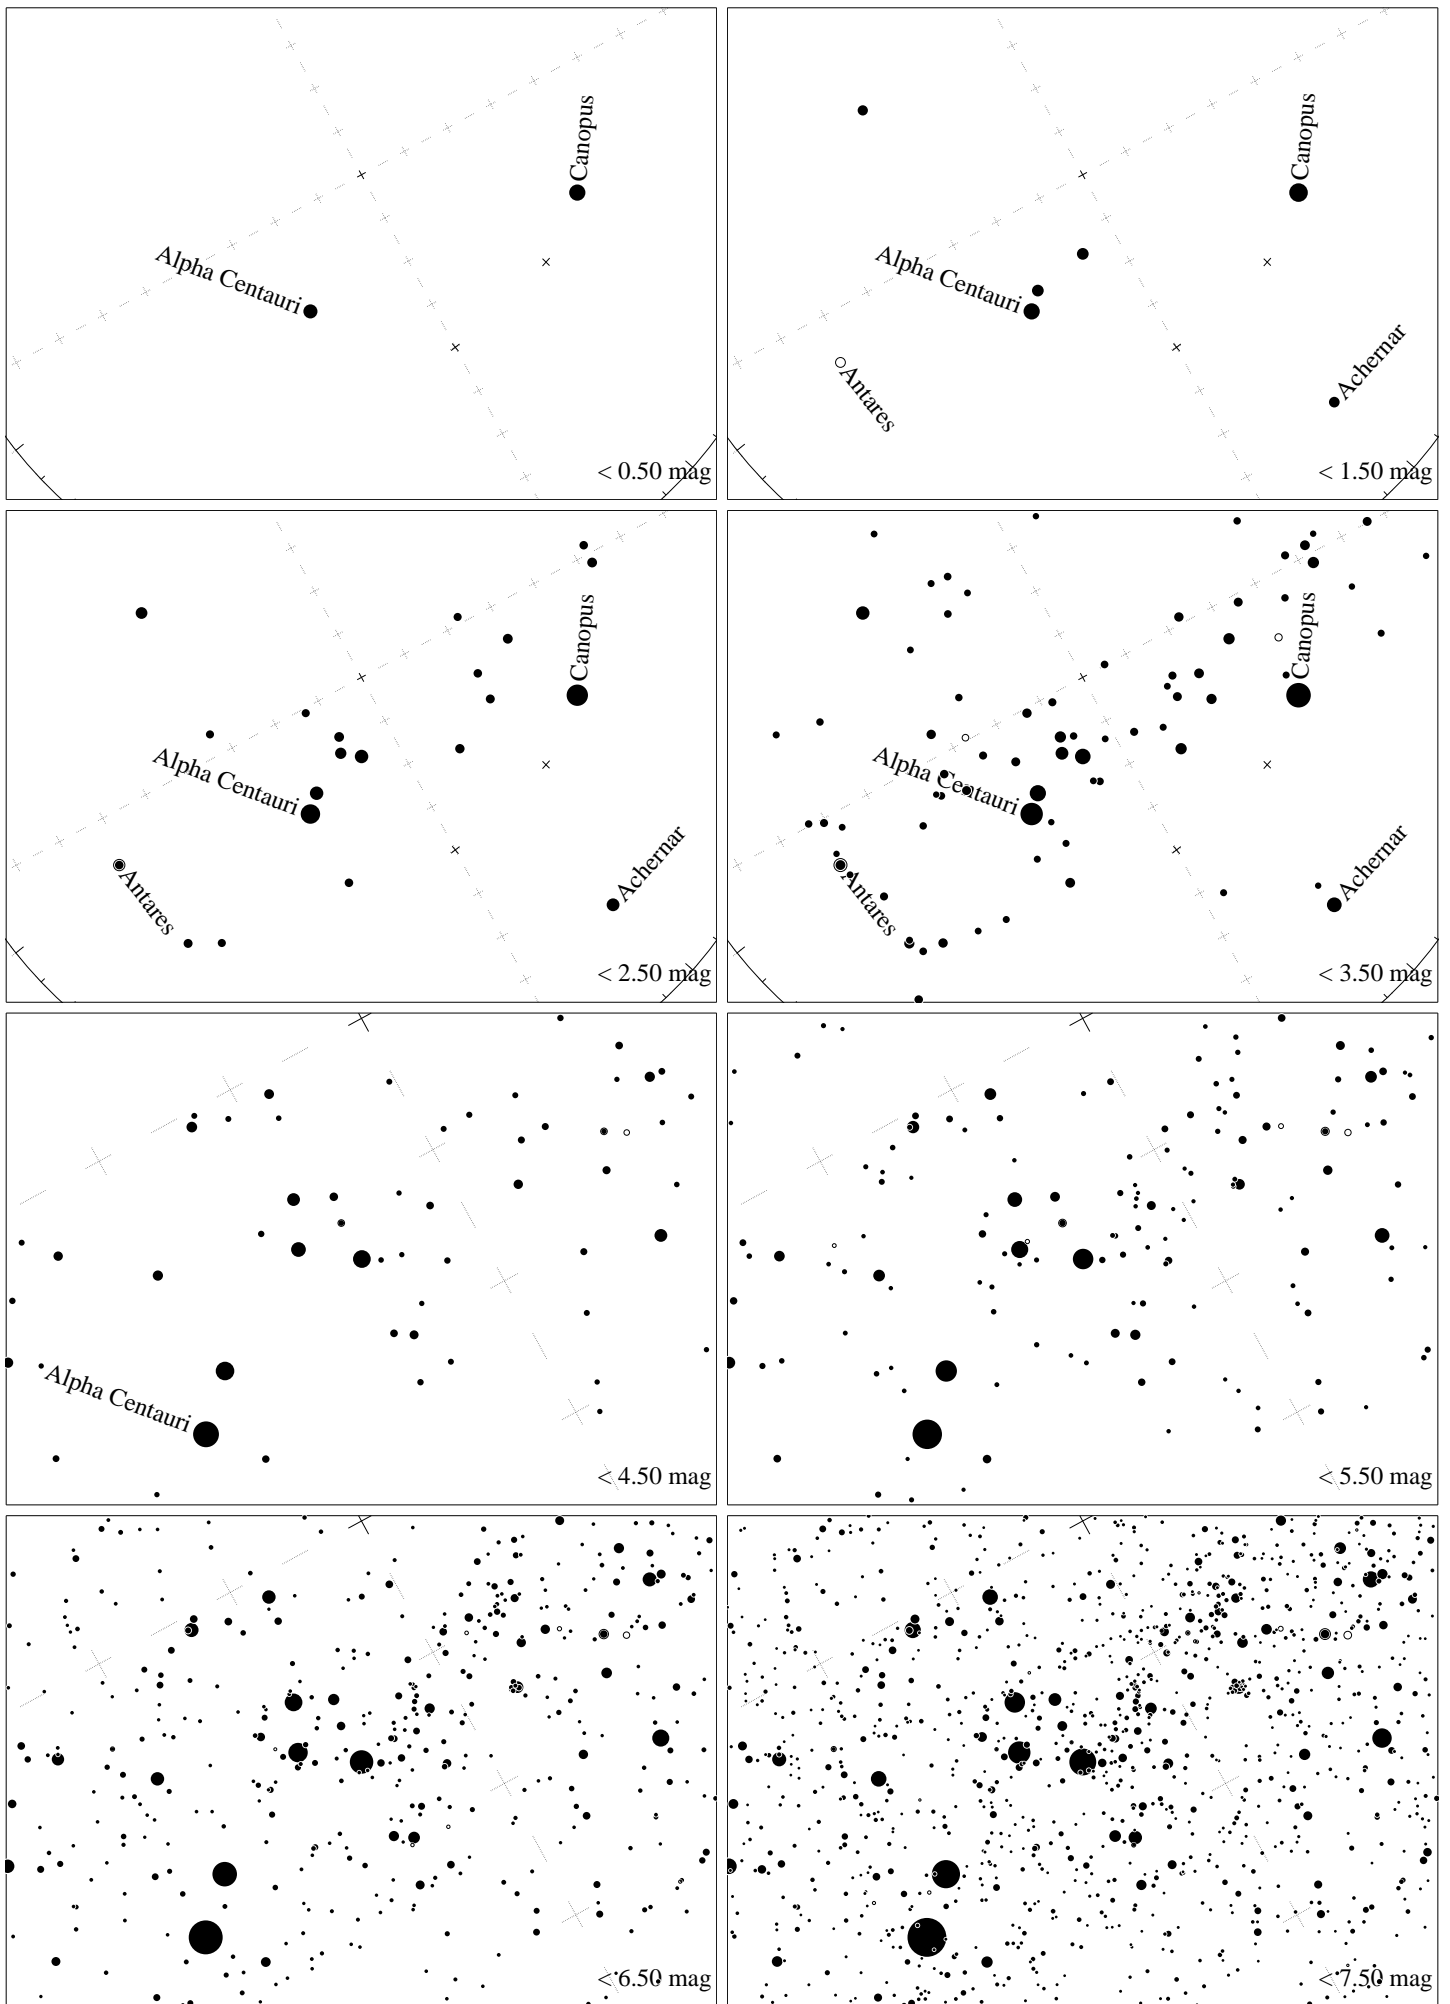 Canopus
Alpha Centauri
< 0.50 mag
Canopus
Alpha Centauri
Antares
Achernar
< 1.50 mag
Canopus
Alpha Centauri
Antares
Achernar
< 2.50 mag
Canopus
Alpha Centauri
Antares
Achernar
< 3.50 mag
Alpha Centauri
< 4.50 mag
< 5.50 mag
< 6.50 mag
< 7.50 mag